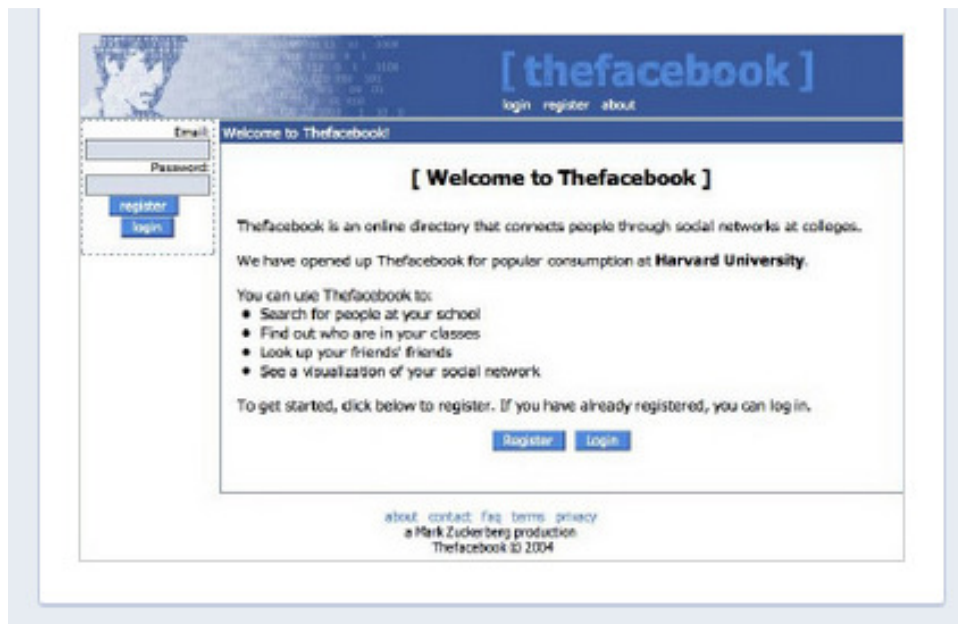 [ thefacebook ]
login register about
Email:
Password:
register
login
Welcome to Thefacebook!
[ Welcome to Thefacebook ]
Thefacebook is an online directory that connects people through social networks at colleges.
We have opened up Thefacebook for popular consumption at Harvard University.
You can use Thefacebook to:
• Search for people at your school
• Find out who are in your classes
• Look up your friends' friends
• See a visualization of your social network
To get started, click below to register. If you have already registered, you can log in.
Register Login
about contact faq terms privacy
a Mark Zuckerberg production
Thefacebook © 2004